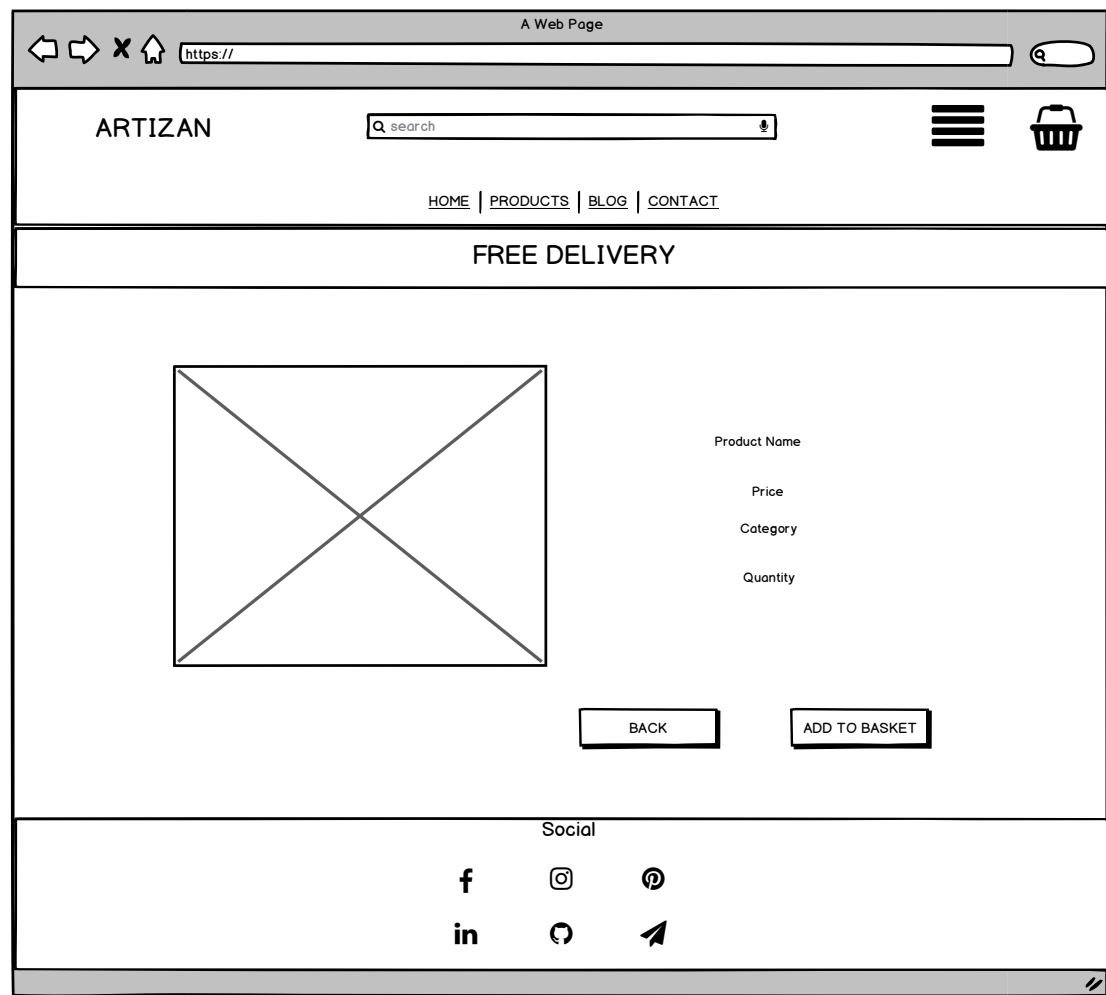 A Web Page
https://
ARTIZAN
search
HOME | PRODUCTS | BLOG | CONTACT
FREE DELIVERY
Product Name
Price
Category
Quantity
BACK
ADD TO BASKET
Social